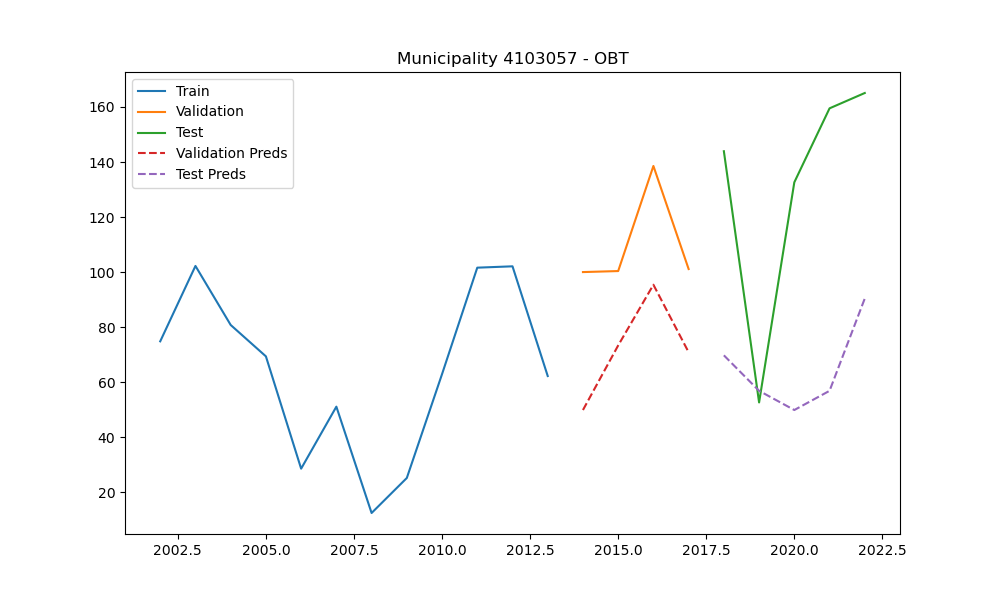 Municipality 4103057 - OBT
Train
Validation
Test
Validation Preds
Test Preds
160
140
120
100
80
60
40
20
2002.5 2005.0 2007.5 2010.0 2012.5 2015.0 2017.5 2020.0 2022.5